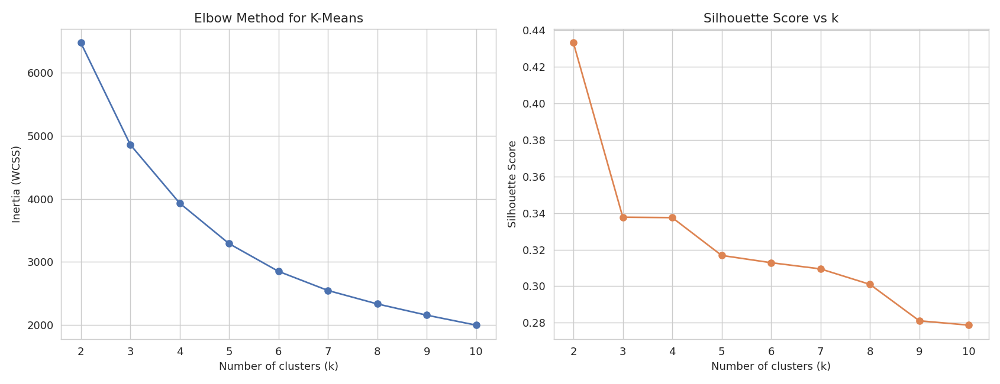 Elbow Method for K-Means
6000
5000
4000
3000
2000
Inertia (WCSS)
2 3 4 5 6 7 8 9 10
Number of clusters (k)
Silhouette Score vs k
0.44
0.42
0.40
0.38
0.36
0.34
0.32
0.30
0.28
Silhouette Score
2 3 4 5 6 7 8 9 10
Number of clusters (k)